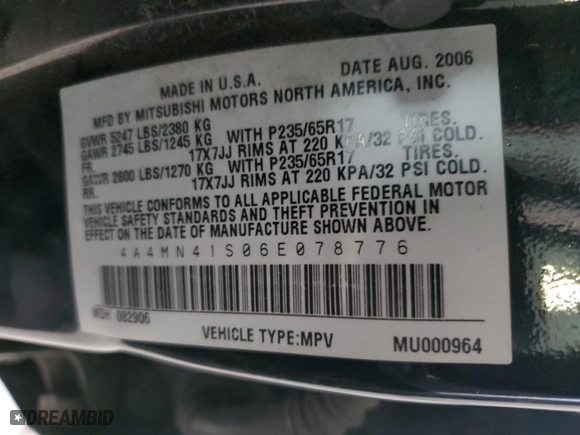 MADE IN U.S.A. DATE AUG. 2006
MFD BY MITSUBISHI MOTORS NORTH AMERICA, INC.
GVWR 5247 LBS/2380 KG
GAWR 2745 LBS/1245 KG WITH P235/65R17 TIRES.
FR. 17X7JJ RIMS AT 220 KPA/32 PSI COLD.
GAWR 2800 LBS/1270 KG WITH P235/65R17 TIRES.
RR. 17X7JJ RIMS AT 220 KPA/32 PSI COLD.
THIS VEHICLE CONFORMS TO ALL APPLICABLE FEDERAL MOTOR
VEHICLE SAFETY STANDARDS AND THEFT PREVENTION IN
EFFECT ON DATE OF MANUFACTURE SHOWN ABOVE.
4A4MN41S06E078776
MDH 082906
VEHICLE TYPE:MPV MU000964
DREAMBID